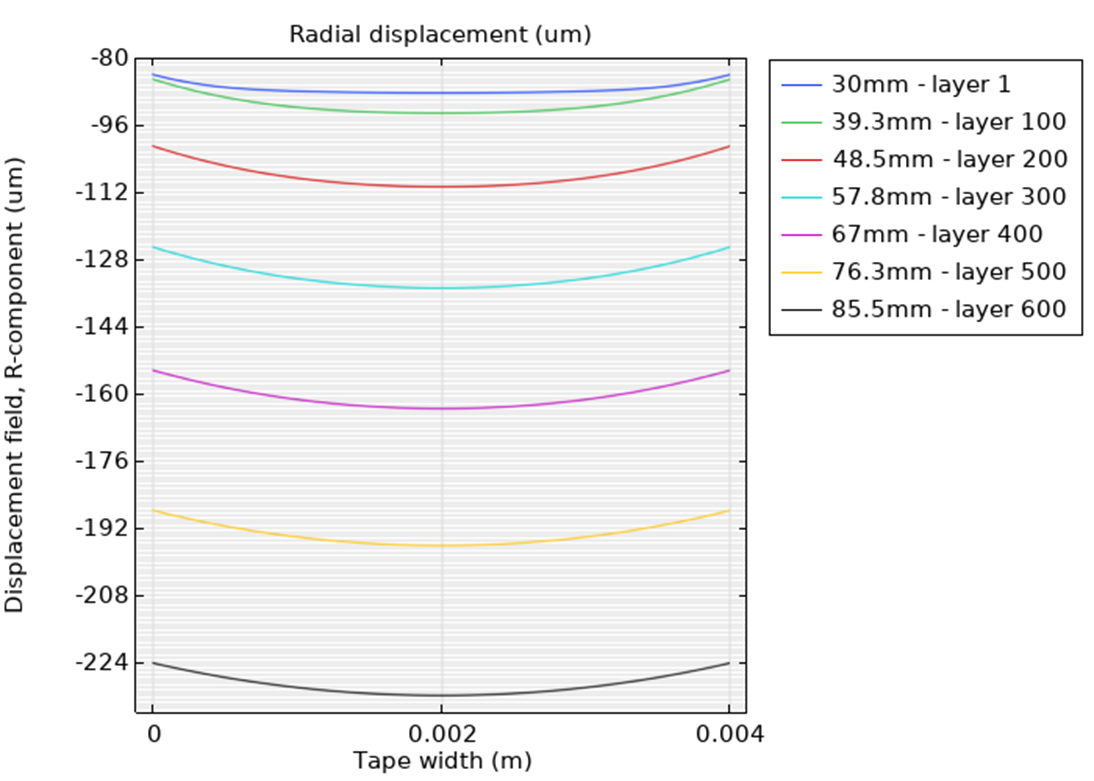 Radial displacement (um)
Displacement field, R-component (um)
-80
-96
-112
-128
-144
-160
-176
-192
-208
-224
0
0.002
0.004
Tape width (m)
30mm - layer 1
39.3mm - layer 100
48.5mm - layer 200
57.8mm - layer 300
67mm - layer 400
76.3mm - layer 500
85.5mm - layer 600